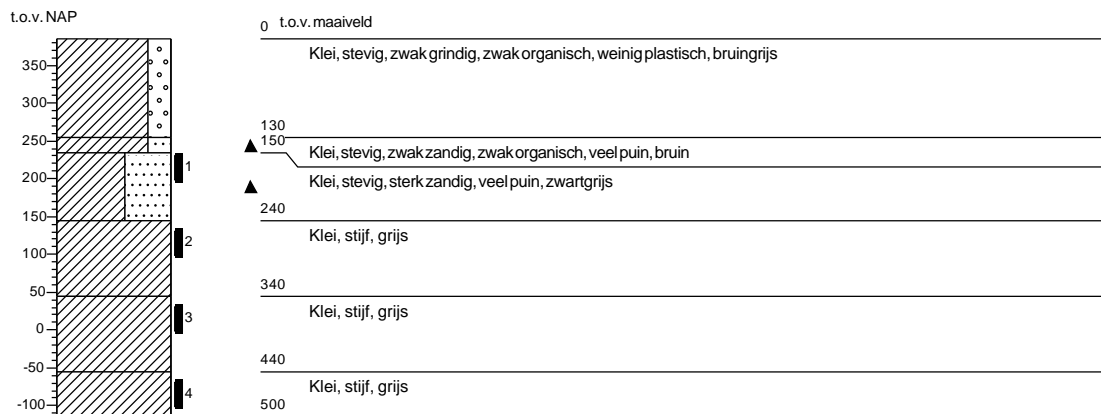 t.o.v. NAP
0 t.o.v. maaiveld
350
Klei, stevig, zwak grindig, zwak organisch, weinig plastisch, bruingrijs
300
250
130
150
Klei, stevig, zwak zandig, zwak organisch, veel puin, bruin
1
200
Klei, stevig, sterk zandig, veel puin, zwartgrijs
150
240
2
Klei, stijf, grijs
100
50
340
3
Klei, stijf, grijs
0
-50
440
4
Klei, stijf, grijs
-100
500